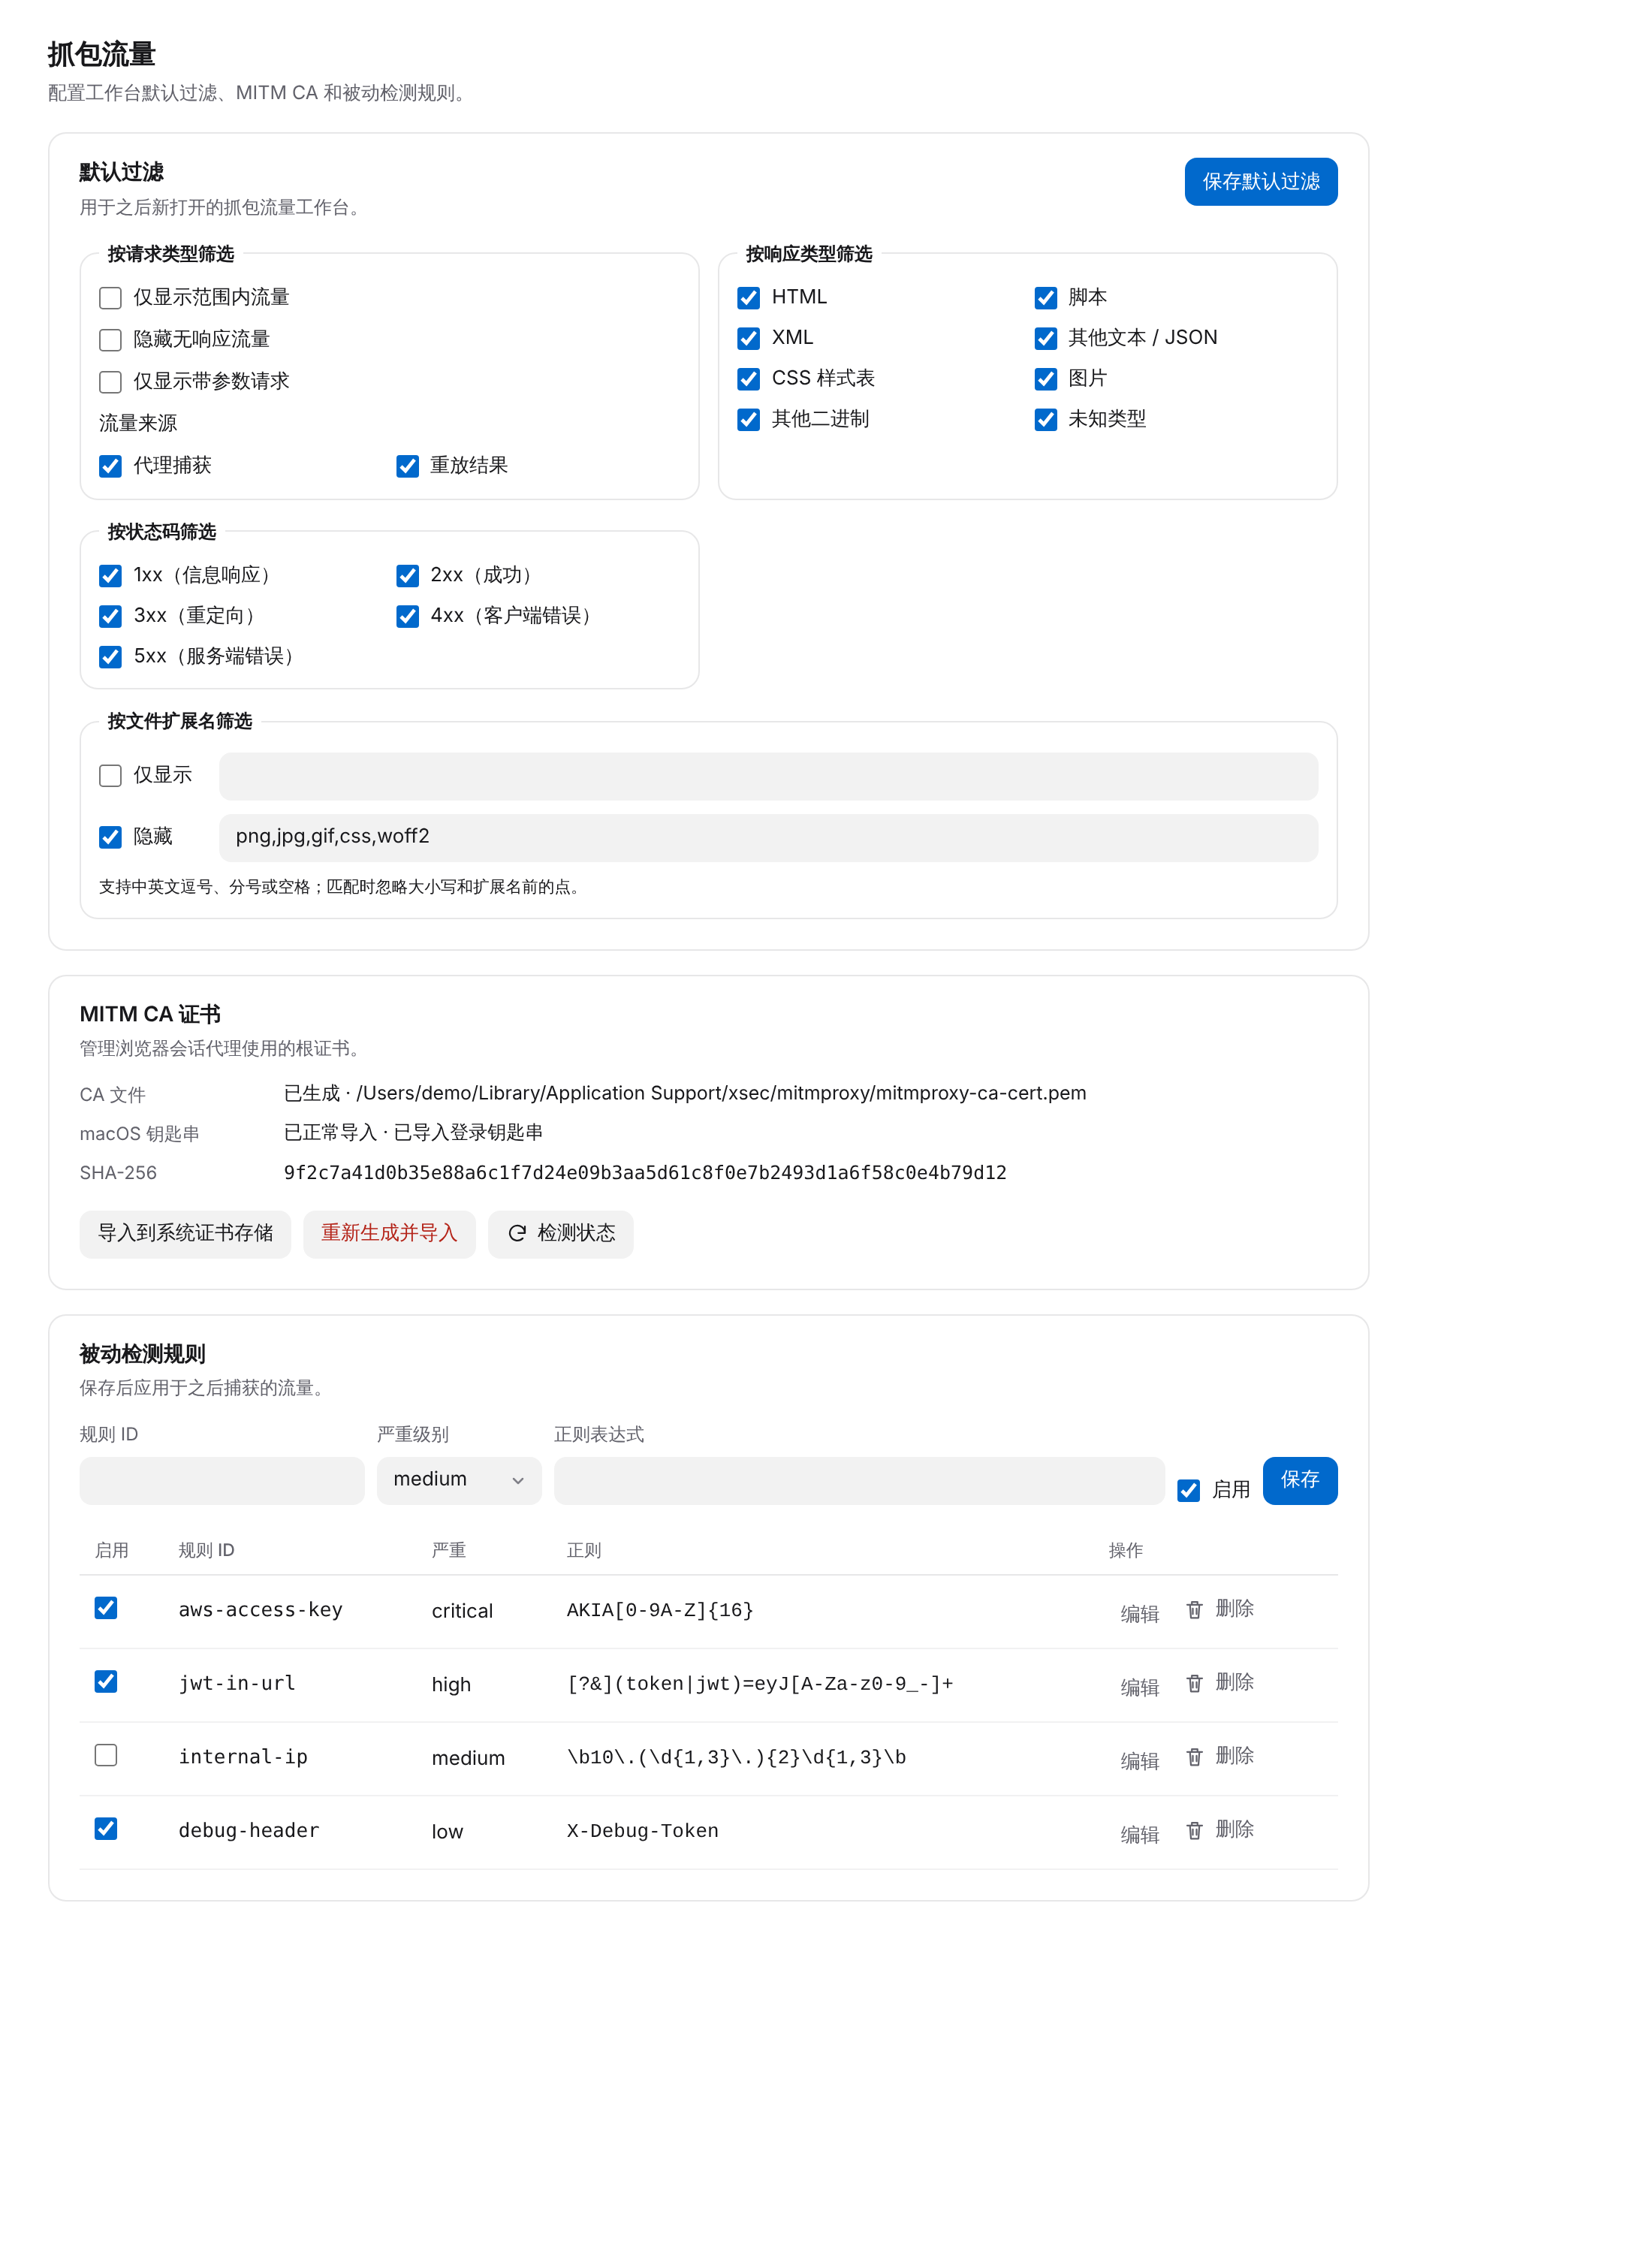 抓包流量
配置工作台默认过滤、MITM CA 和被动检测规则。
默认过滤
用于之后新打开的抓包流量工作台。
保存默认过滤
按请求类型筛选
仅显示范围内流量
隐藏无响应流量
仅显示带参数请求
流量来源
代理捕获 重放结果
按响应类型筛选
HTML 脚本
XML 其他文本 / JSON
CSS 样式表 图片
其他二进制 未知类型
按状态码筛选
1xx（信息响应） 2xx（成功）
3xx（重定向） 4xx（客户端错误）
5xx（服务端错误）
按文件扩展名筛选
仅显示
隐藏 png,jpg,gif,css,woff2
支持中英文逗号、分号或空格；匹配时忽略大小写和扩展名前的点。
MITM CA 证书
管理浏览器会话代理使用的根证书。
CA 文件 已生成 · /Users/demo/Library/Application Support/xsec/mitmproxy/mitmproxy-ca-cert.pem
macOS 钥匙串 已正常导入 · 已导入登录钥匙串
SHA-256 9f2c7a41d0b35e88a6c1f7d24e09b3aa5d61c8f0e7b2493d1a6f58c0e4b79d12
导入到系统证书存储 重新生成并导入 检测状态
被动检测规则
保存后应用于之后捕获的流量。
规则 ID 严重级别 正则表达式
medium 启用 保存
启用 规则 ID 严重 正则 操作
aws-access-key critical AKIA[0-9A-Z]{16} 编辑 删除
jwt-in-url high [?&](token|jwt)=eyJ[A-Za-z0-9_-]+ 编辑 删除
internal-ip medium \b10\.(\d{1,3}\.){2}\d{1,3}\b 编辑 删除
debug-header low X-Debug-Token 编辑 删除